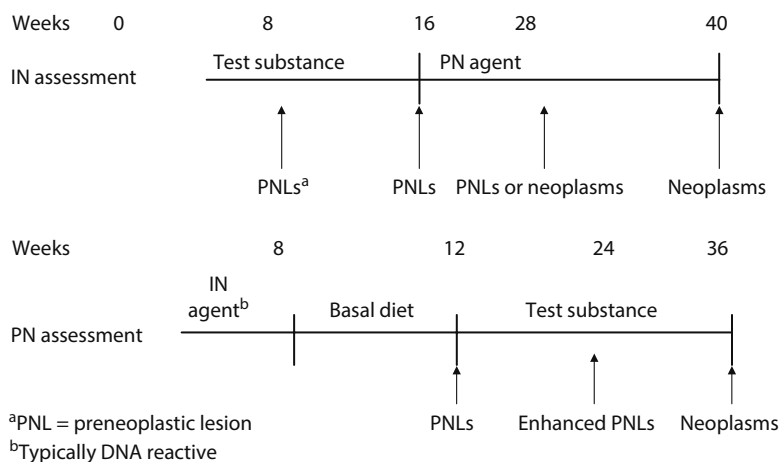 Weeks 0 8 16 28 40
Test substance PN agent
IN assessment
PNLsᵃ PNLs PNLs or neoplasms Neoplasms
Weeks 8 12 24 36
IN
agentᵇ Basal diet Test substance
PN assessment
PNLs Enhanced PNLs Neoplasms
ᵃPNL = preneoplastic lesion
ᵇTypically DNA reactive